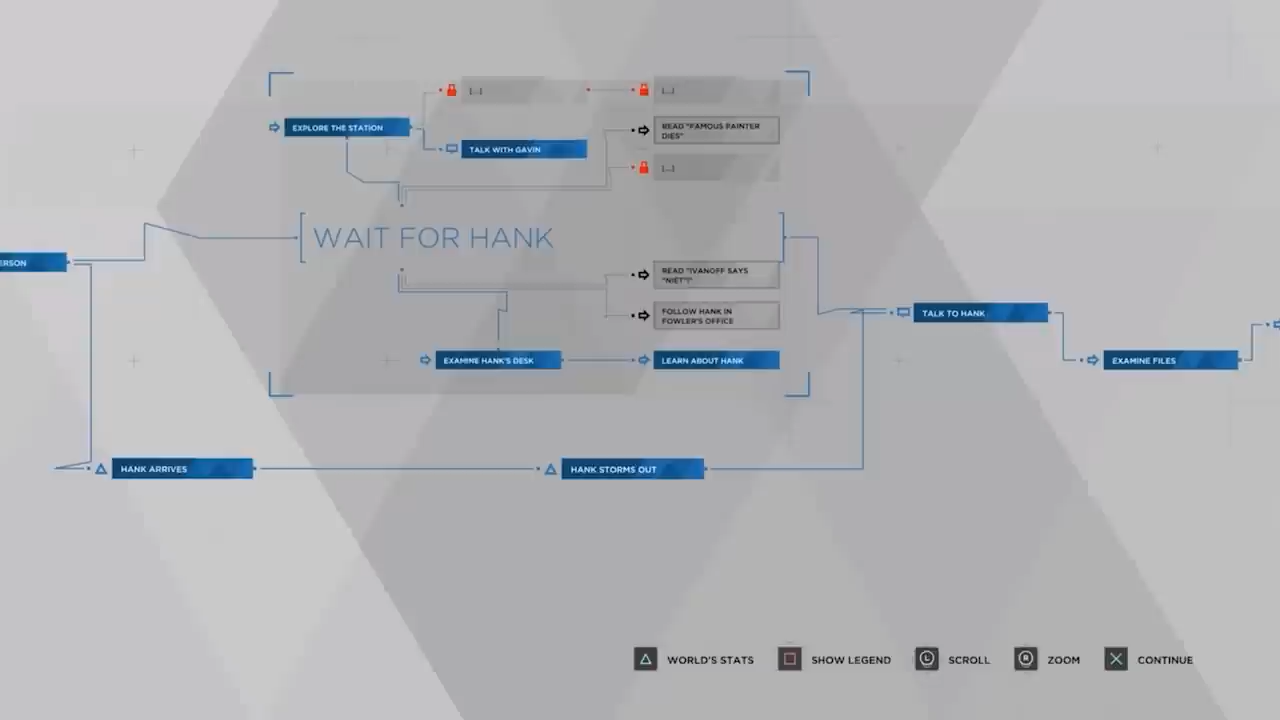 [...]
[...]
EXPLORE THE STATION
READ "FAMOUS PAINTER
DIES"
TALK WITH GAVIN
[...]
WAIT FOR HANK
ERSON
READ "IVANOFF SAYS
"NIET"!"
FOLLOW HANK IN
FOWLER'S OFFICE
TALK TO HANK
EXAMINE HANK'S DESK
LEARN ABOUT HANK
EXAMINE FILES
HANK ARRIVES
HANK STORMS OUT
WORLD'S STATS
SHOW LEGEND
L
SCROLL
R
ZOOM
CONTINUE